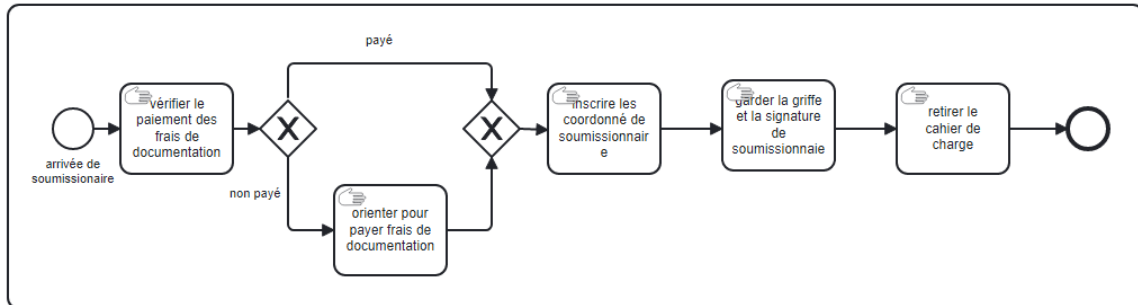 payé
vérifier le
paiement des
frais de
documentation
inscrire les
coordonné de
soumissionnair
e
garder la griffe
et la signature
de
soumissionnaie
retirer le
cahier de
charge
arrivée de
soumissionaire
non payé
orienter pour
payer frais de
documentation